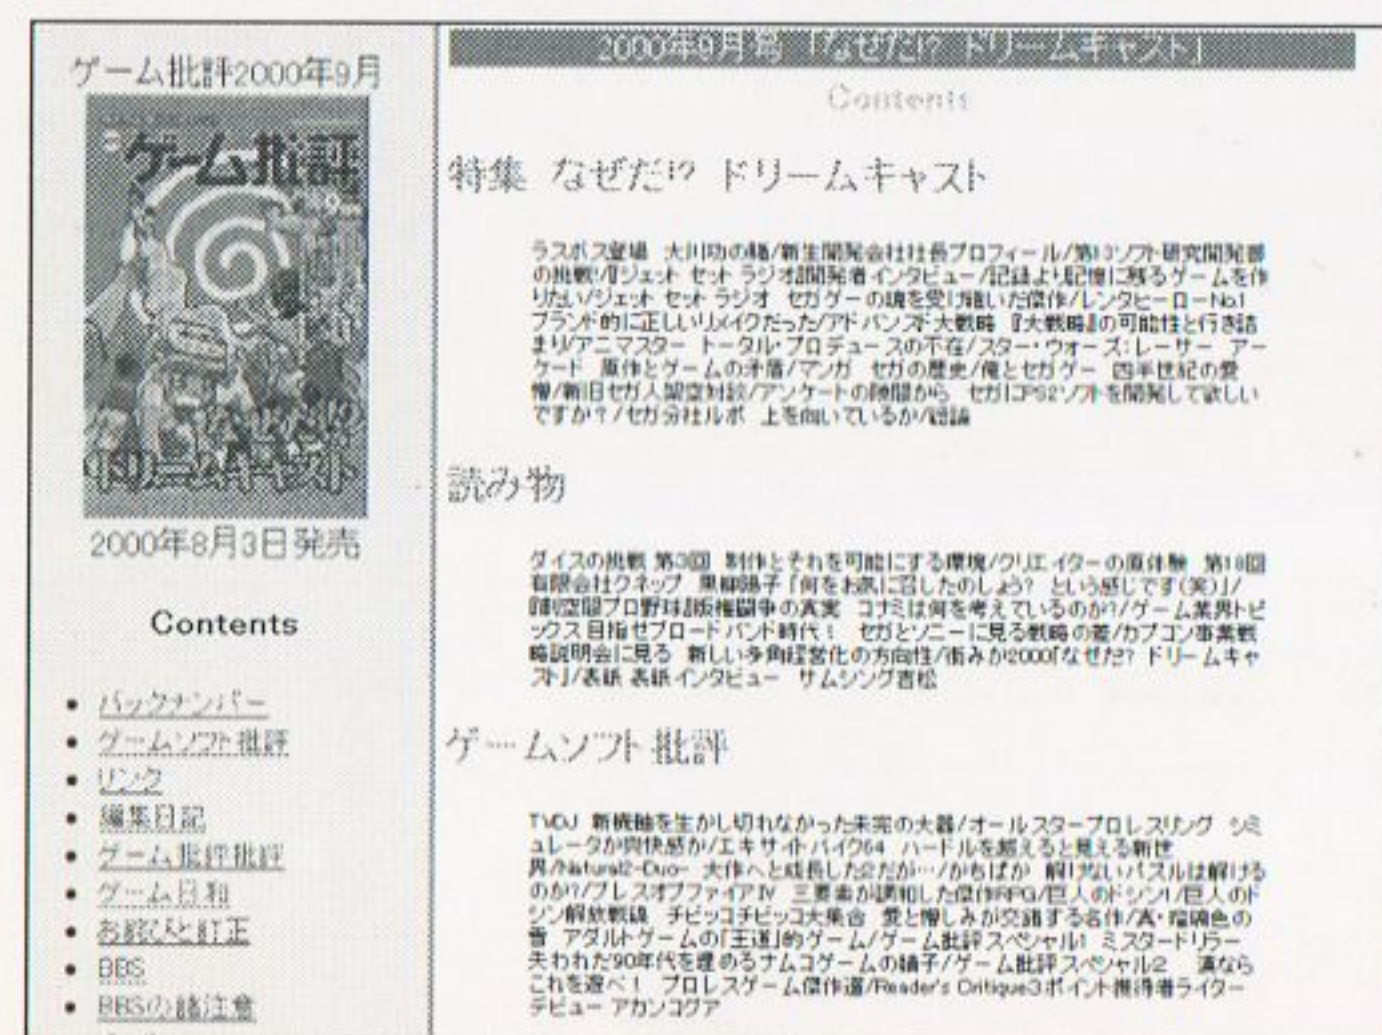 ゲーム批評2000年9月
ゲーム批評
ドリームキャスト
2000年8月3日発売
Contents
バックナンバー
ゲームソフト批評
リンク
編集日記
ゲーム批評批評
ゲーム日和
お詫びと訂正
BBS
BBSの諸注意
2000年9月号「なぜだ!? ドリームキャスト」
Contents
特集 なぜだ!? ドリームキャスト
ラスボス登場 大川功の/新生開発会社社長プロフィール/第13ソフト研究開発部
の挑戦!/『ジェット セット ラジオ』開発者インタビュー/記録より記憶に残るゲームを作
りたい/ジェット セット ラジオ セガゲーの魂を受け継いだ傑作/レンタヒーローNo.1
ブランド的に正しいリメイクだった/アドバンスド大戦略 『大戦略』の可能性と行き詰
まり/アニマスター トータル・プロデュースの不在/スター・ウォーズ:レーサー アー
ケード 原作とゲームの矛盾/マンガ セガの歴史/俺とセガゲー 四半世紀の愛
憎/新旧セガ人架空対談/アンケートの隙間から セガにPS2ソフトを開発して欲しい
ですか?/セガ分社ルポ 上を向いているか/総論
読み物
ダイスの挑戦 第3回 制作とそれを可能にする環境/クリエイターの原体験 第18回
有限会社クネップ 黒柳陽子「何をお気に召したのしょう? という感じです(笑)」/
『劇空間プロ野球』版権闘争の真実 コナミは何を考えているのか?/ゲーム業界トピ
ックス 目指せブロードバンド時代! セガとソニーに見る戦略の差/カプコン事業戦
略説明会に見る 新しい多角経営化の方向性/街みか2000「なぜだ? ドリームキャ
スト」/表紙 表紙インタビュー サムシング吉松
ゲームソフト批評
TVDJ 新機軸を生かし切れなかった未完の大器/オールスタープロレスリング シミ
ュレータか爽快感か/エキサイトバイク64 ハードルを越えると見える新世
界/Natural2-Duo- 大作へと成長した2だが…/かちぱか 解けないパズルは解ける
のか?/ブレスオブファイアⅣ 三要素が調和した傑作RPG/巨人のドシン1/巨人のド
シン解放戦線 チビッコチビッコ大集合 愛と憎しみが交錯する名作/真・瑠璃色の
雪 アダルトゲームの「王道」的ゲーム/ゲーム批評スペシャル1 ミスタードリラー
失われた90年代を埋めるナムコゲームの嫡子/ゲーム批評スペシャル2 漢なら
これを遊べ! プロレスゲーム傑作選/Reader's Critique3ポイント獲得者ライター
デビュー アカンコグア